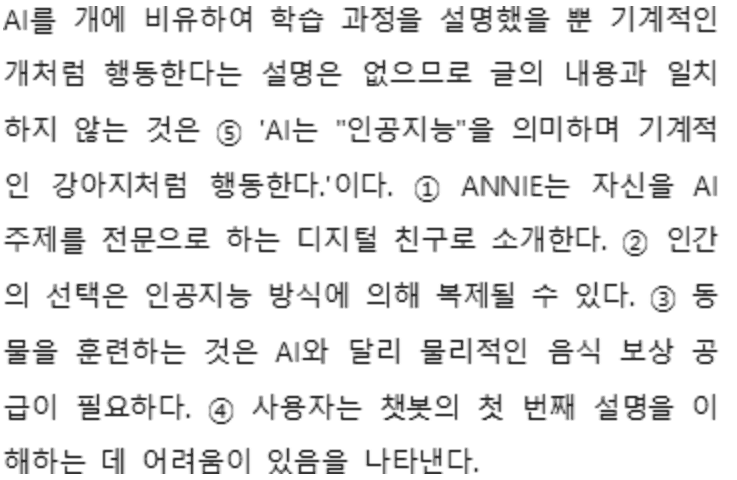 AI를 개에 비유하여 학습 과정을 설명했을 뿐 기계적인
개처럼 행동한다는 설명은 없으므로 글의 내용과 일치
하지 않는 것은 ⑤ 'AI는 "인공지능"을 의미하며 기계적
인 강아지처럼 행동한다.'이다. ① ANNIE는 자신을 AI
주제를 전문으로 하는 디지털 친구로 소개한다. ② 인간
의 선택은 인공지능 방식에 의해 복제될 수 있다. ③ 동
물을 훈련하는 것은 AI와 달리 물리적인 음식 보상 공
급이 필요하다. ④ 사용자는 챗봇의 첫 번째 설명을 이
해하는 데 어려움이 있음을 나타낸다.